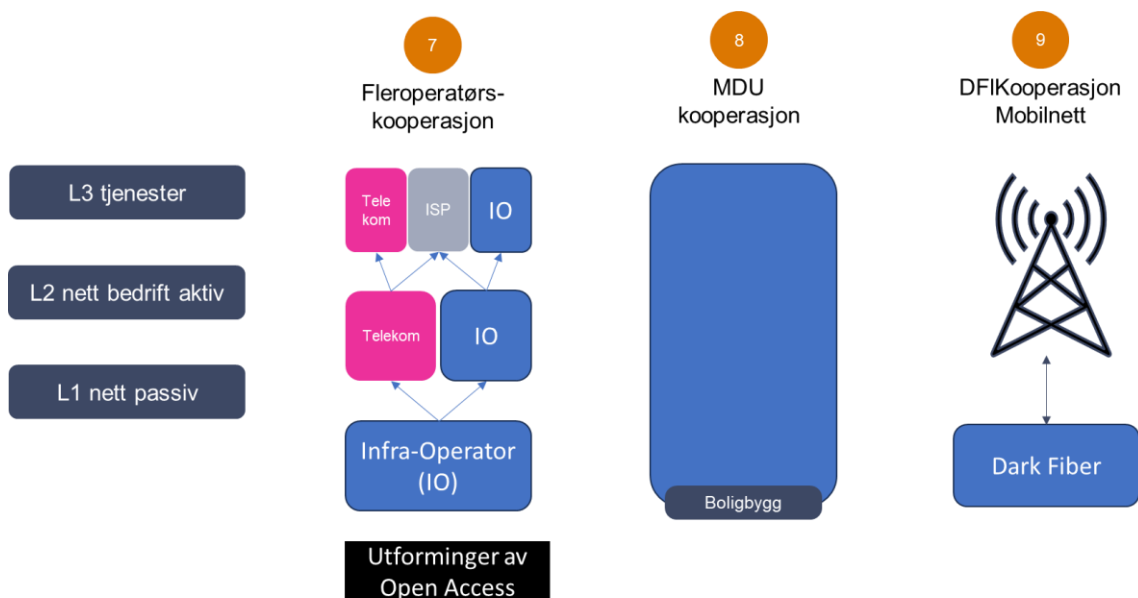 7
Fleroperatørs-
kooperasjon
8
MDU
kooperasjon
9
DFIKooperasjon
Mobilnett
L3 tjenester
L2 nett bedrift aktiv
L1 nett passiv
Tele
kom
ISP
IO
Telekom
IO
Infra-Operator
(IO)
Utforminger av
Open Access
Boligbygg
Dark Fiber